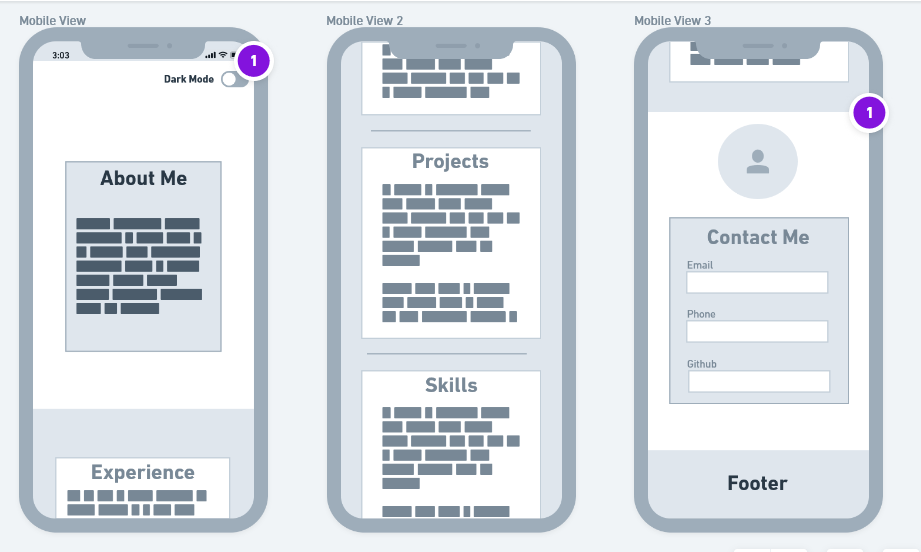 Mobile View
3:03
1
Dark Mode
About Me
Experience
Mobile View 2
Projects
Skills
Mobile View 3
1
Contact Me
Email
Phone
Github
Footer